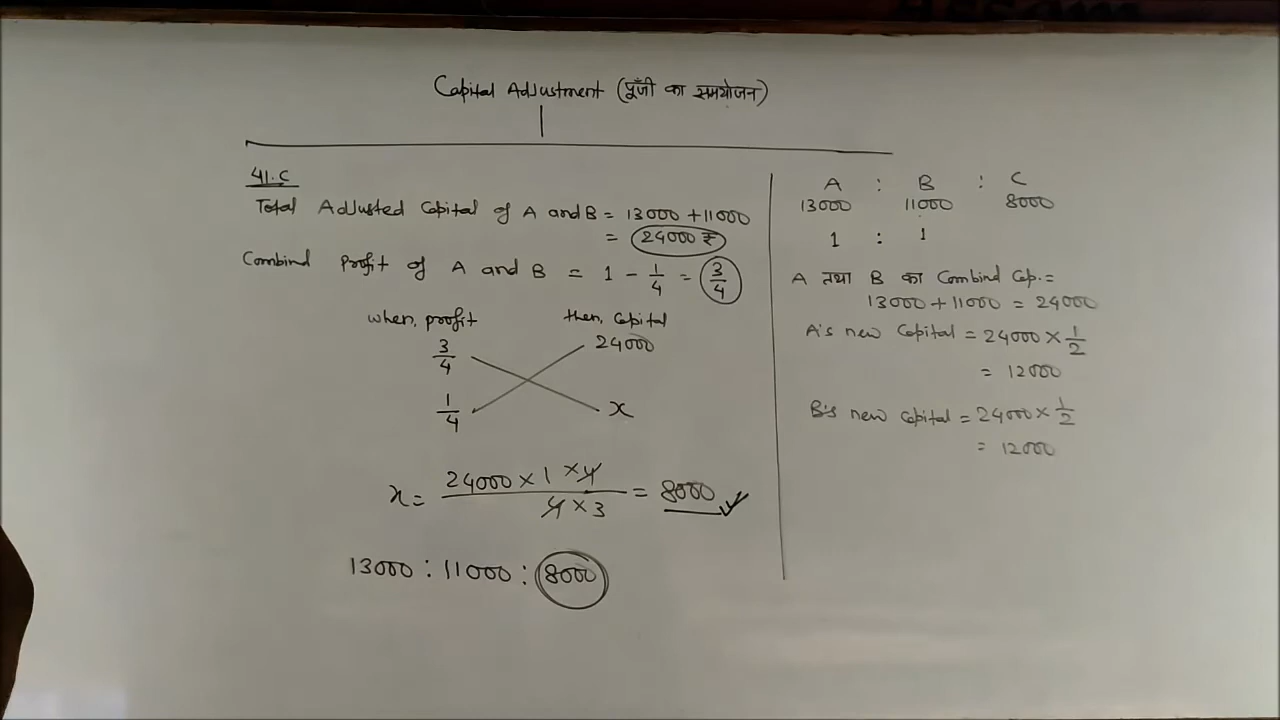 Capital Adjustment (पूँजी का समयोजन)
41.C
Total Adjusted Capital of A and B = 13000 + 11000
= 24000 ₹
Combind Profit of A and B = 1 - 1/4 = 3/4
when, profit then, capital
3/4 24000
1/4 x
x = 24000 × 1 × 4 / 4 × 3 = 8000 ✓
13000 : 11000 : 8000
A : B : C
13000 11000 8000
1 : 1
A तथा B का Combind Cap. =
13000 + 11000 = 24000
A's new Capital = 24000 × 1/2
= 12000
B's new Capital = 24000 × 1/2
= 12000